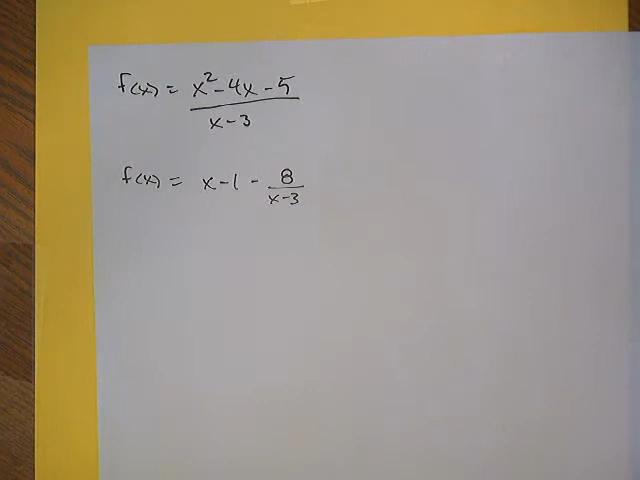 f(x) = x² - 4x - 5
x - 3
f(x) = x - 1 - 8
x - 3